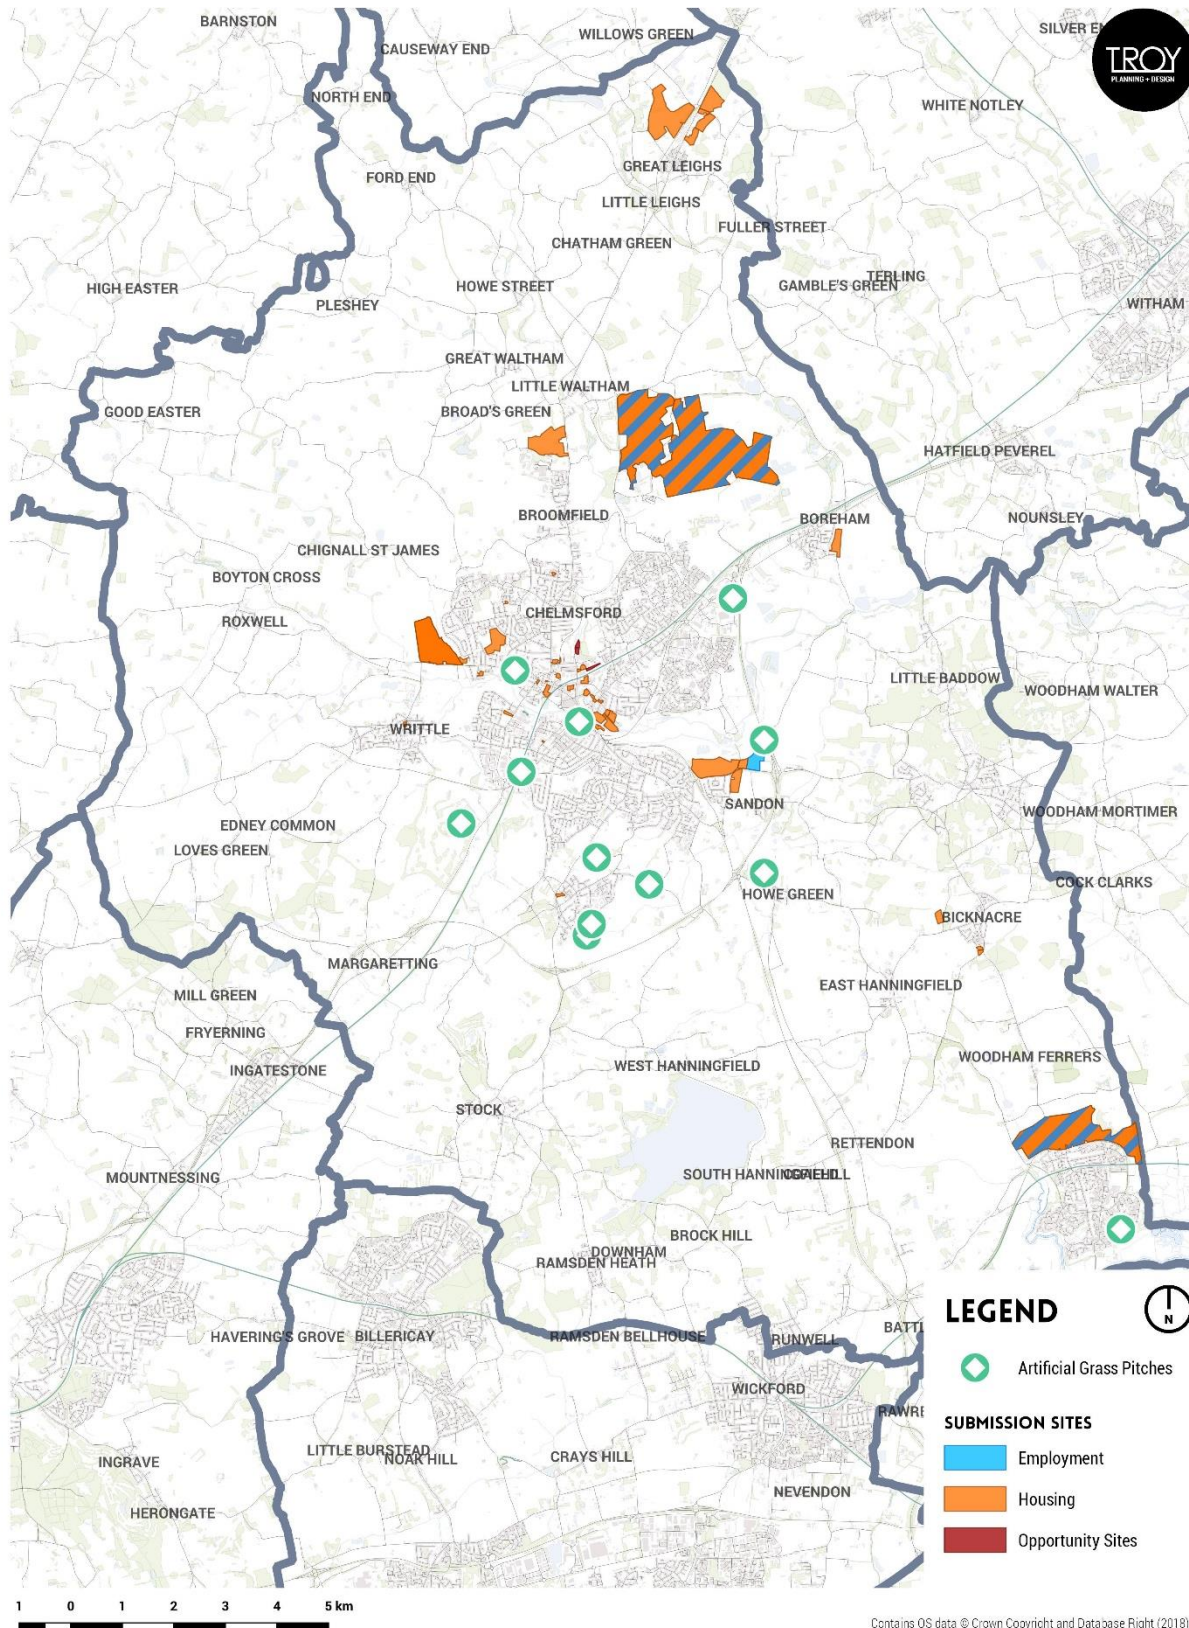 BARNSTON
CAUSEWAY END
WILLOWS GREEN
TROY
PLANNING + DESIGN
NORTH END
WHITE NOTLEY
FORD END
GREAT LEIGHS
LITTLE LEIGHS
FULLER STREET
CHATHAM GREEN
TERLING
HIGH EASTER
HOWE STREET
GAMBLE'S GREEN
PLESHEY
WITHAM
GREAT WALTHAM
LITTLE WALTHAM
GOOD EASTER
BROAD'S GREEN
HATFIELD PEVEREL
BROOMFIELD
BOREHAM
NOUNSLEY
CHIGNALL ST JAMES
BOYTON CROSS
CHELMSFORD
ROXWELL
LITTLE BADDOW
WOODHAM WALTER
WRITTLE
SANDON
WOODHAM MORTIMER
EDNEY COMMON
LOVES GREEN
COCK CLARKS
HOWE GREEN
BICKNACRE
MARGARETTING
EAST HANNINGFIELD
MILL GREEN
FRYERNING
WOODHAM FERRERS
INGATESTONE
WEST HANNINGFIELD
STOCK
RETTENDON
MOUNTNESSING
SOUTH HANNINGFIELD
BROCK HILL
DOWNHAM
RAMSDEN HEATH
HAVERING'S GROVE
BILLERICAY
RAMSDEN BELLHOUSE
RUNWELL
WICKFORD
LITTLE BURSTEAD
NOAK HILL
CRAYS HILL
INGRAVE
NEVENDON
HERONGATE
LEGEND
N
Artificial Grass Pitches
SUBMISSION SITES
Employment
Housing
Opportunity Sites
1 0 1 2 3 4 5 km
Contains OS data © Crown Copyright and Database Right (2018)